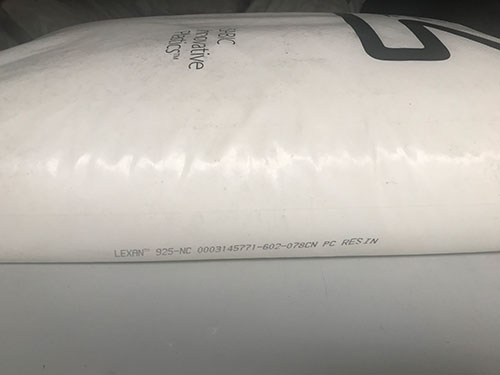 sabic
Innovative
Plastics™
LEXAN™ 925-NC 0003145771-602-078CN PC RESIN